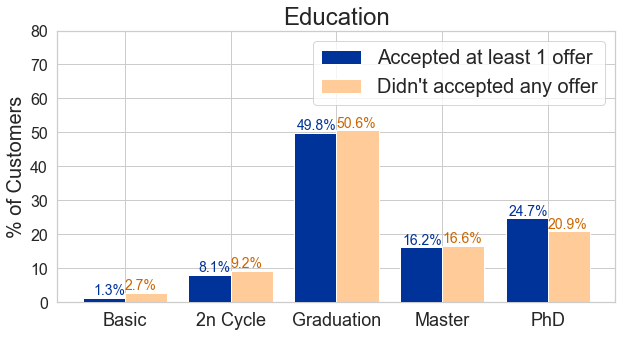 Education
Accepted at least 1 offer
Didn't accepted any offer
% of Customers
80
70
60
50
40
30
20
10
0
1.3%
2.7%
8.1%
9.2%
49.8%
50.6%
16.2%
16.6%
24.7%
20.9%
Basic
2n Cycle
Graduation
Master
PhD